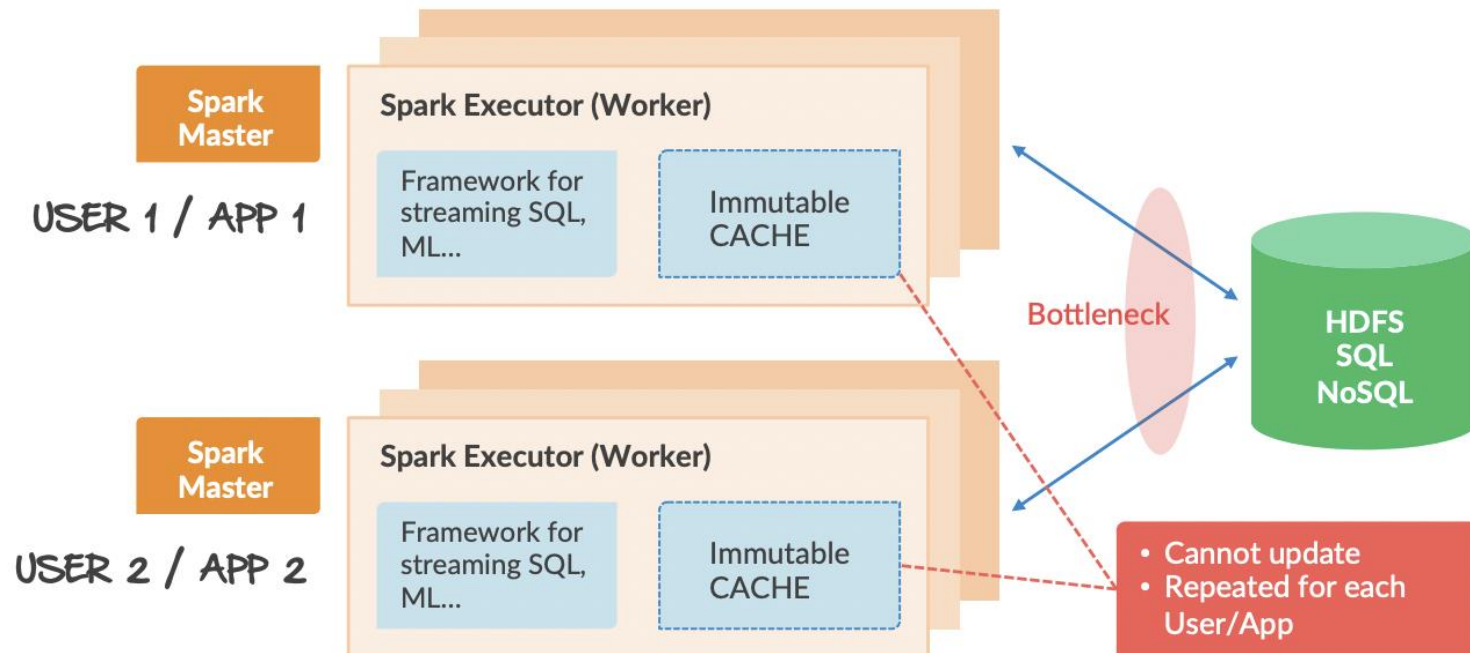 Spark
Master
USER 1 / APP 1
Spark Executor (Worker)
Framework for
streaming SQL,
ML...
Immutable
CACHE
Bottleneck
HDFS
SQL
NoSQL
Spark
Master
USER 2 / APP 2
Spark Executor (Worker)
Framework for
streaming SQL,
ML...
Immutable
CACHE
• Cannot update
• Repeated for each
User/App